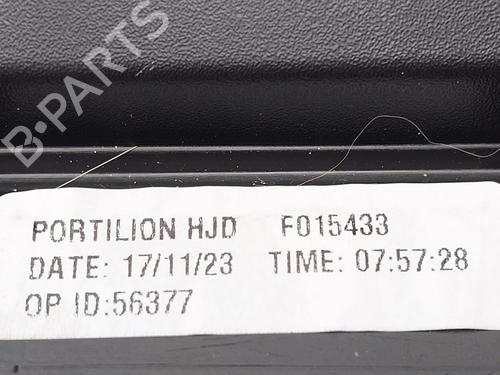 B-PARTS
PORTILION HJD F015433
DATE: 17/11/23 TIME: 07:57:28
OP ID:56377